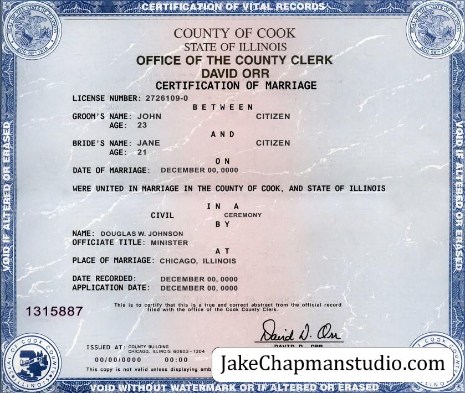 CERTIFICATION OF VITAL RECORDS
COUNTY OF COOK
STATE OF ILLINOIS
OFFICE OF THE COUNTY CLERK
DAVID ORR
CERTIFICATION OF MARRIAGE
LICENSE NUMBER: 2726109-0
BETWEEN
GROOM'S NAME: JOHN CITIZEN
AGE: 23
AND
BRIDE'S NAME: JANE CITIZEN
AGE: 21
ON
DATE OF MARRIAGE: DECEMBER 00,0000
WERE UNITED IN MARRIAGE IN THE COUNTY OF COOK, AND STATE OF ILLINOIS
IN A
CIVIL CEREMONY
BY
NAME: DOUGLAS W. JOHNSON
OFFICIATE TITLE: MINISTER
AT
PLACE OF MARRIAGE: CHICAGO, ILLINOIS
DATE RECORDED: DECEMBER 00,0000
APPLICATION DATE: DECEMBER 00,0000
This is to certify that this is a true and correct abstract from the official record
filed with the office of the Cook County Clerk.
1315887
David D. Orr
DAVID D. ORR
ISSUED AT: COUNTY BUILDING
CHICAGO, ILLINOIS 60602-1304
00/00/0000 00:00
This copy is not valid unless displaying emb
JakeChapmanstudio.com
VOID WITHOUT WATERMARK OR IF ALTERED OR ERASED
VOID IF ALTERED OR ERASED
VOID IF ALTERED OR ERASED